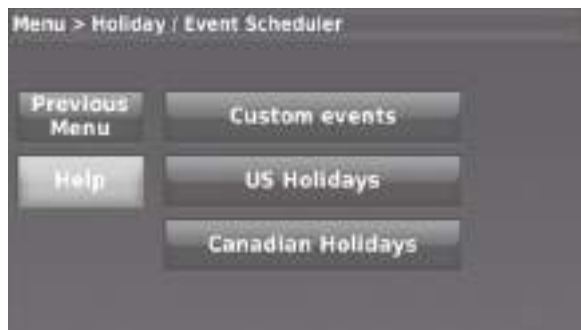 Menu > Holiday / Event Scheduler
Previous
Menu
Custom events
Help
US Holidays
Canadian Holidays